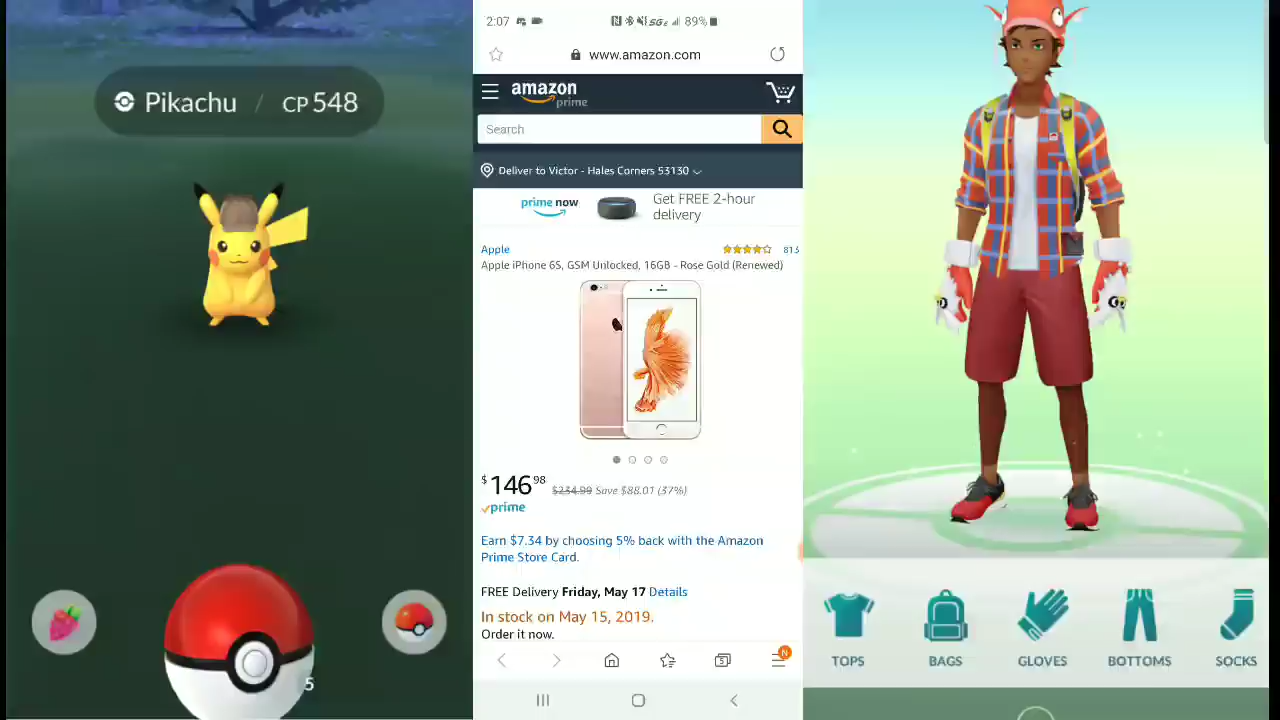 Pikachu / CP 548
5
2:07
5G E 89%
www.amazon.com
amazon
prime
Search
Deliver to Victor - Hales Corners 53130
prime now
Get FREE 2-hour
delivery
Apple
813
Apple iPhone 6S, GSM Unlocked, 16GB - Rose Gold (Renewed)
$146 98 $234.99 Save $88.01 (37%)
prime
Earn $7.34 by choosing 5% back with the Amazon
Prime Store Card.
FREE Delivery Friday, May 17 Details
In stock on May 15, 2019.
Order it now.
5
N
TOPS
BAGS
GLOVES
BOTTOMS
SOCKS